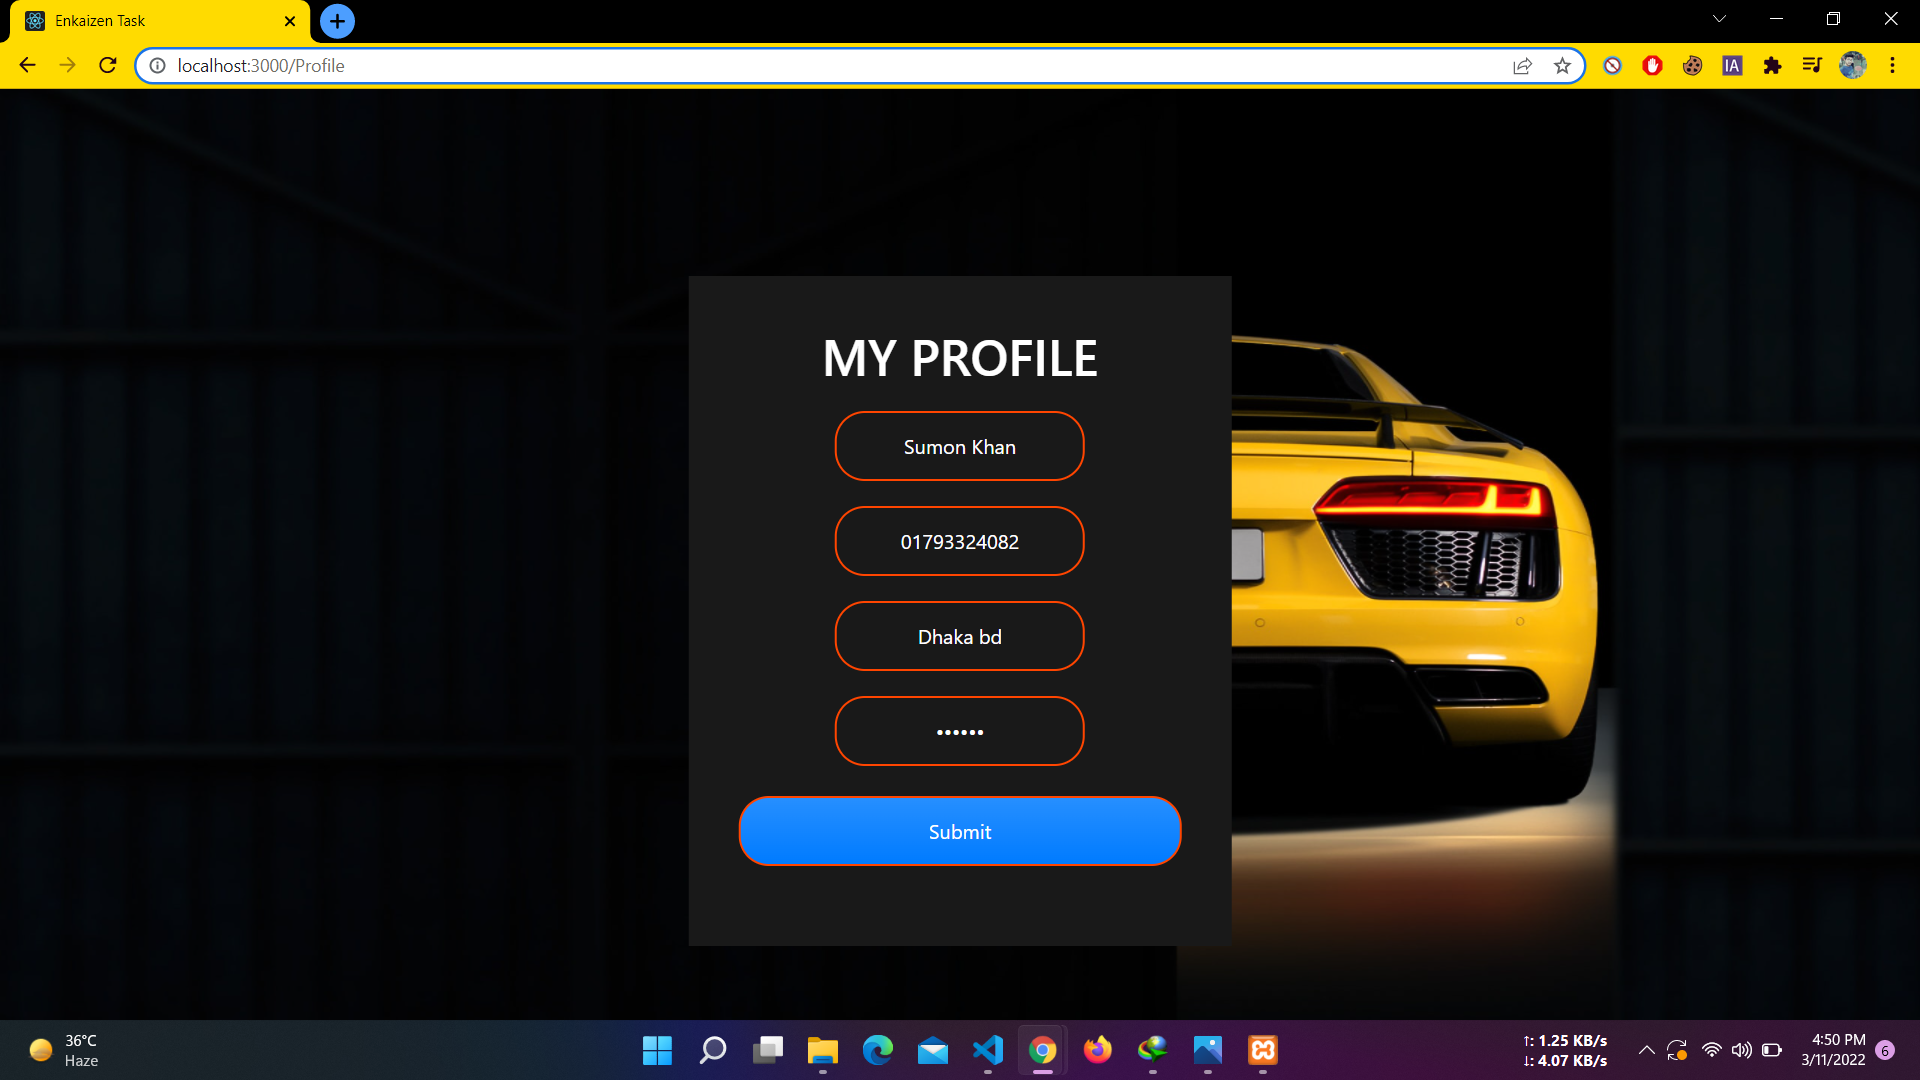 Enkaizen Task
localhost:3000/Profile
IA
MY PROFILE
Sumon Khan
01793324082
Dhaka bd
••••••
Submit
36°C
Haze
↑: 1.25 KB/s
↓: 4.07 KB/s
4:50 PM
3/11/2022
6